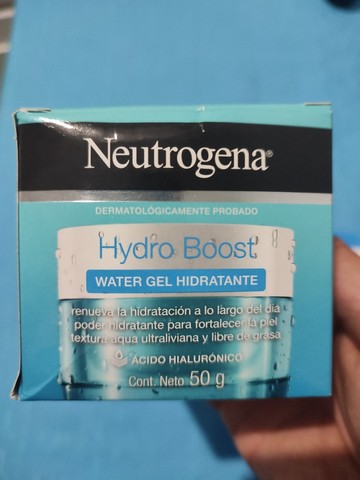 Neutrogena®
DERMATOLÓGICAMENTE PROBADO
Hydro Boost
WATER GEL HIDRATANTE
renueva la hidratación a lo largo del día
poder hidratante para fortalecer la piel
textura aqua ultraliviana y libre de grasa
ÁCIDO HIALURÓNICO
Cont. Neto 50 g